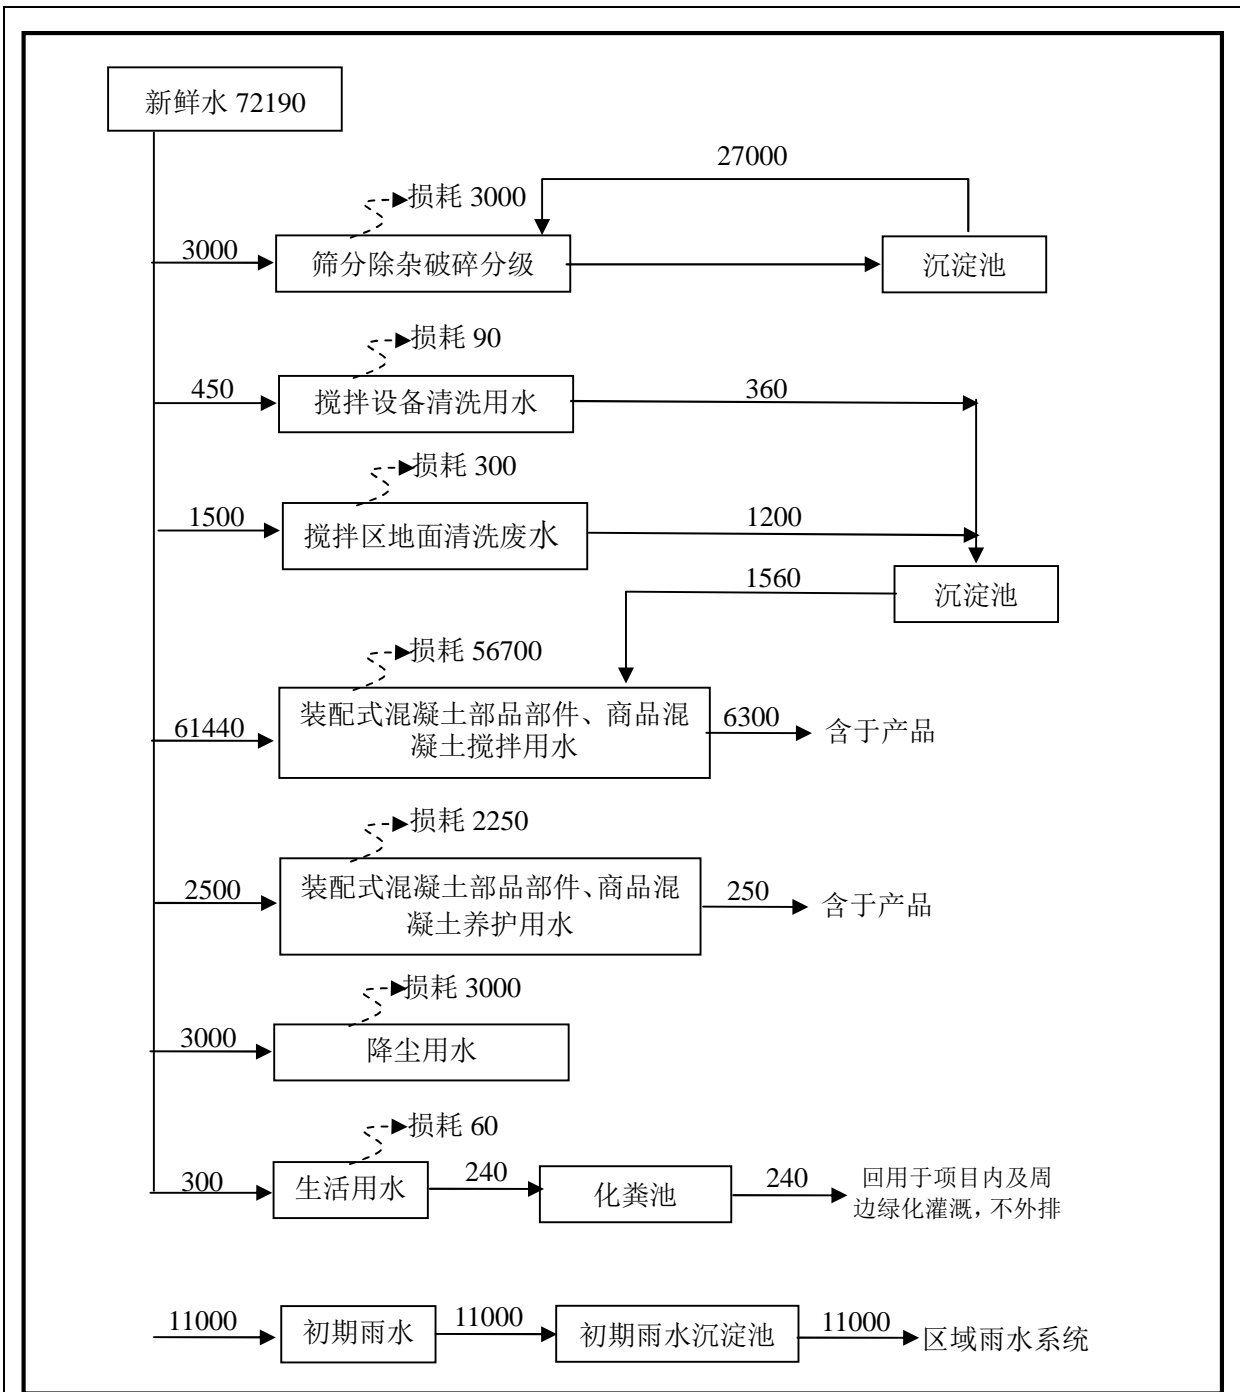 新鲜水 72190
27000
损耗 3000
3000
筛分除杂破碎分级
沉淀池
损耗 90
450
搅拌设备清洗用水
360
损耗 300
1500
搅拌区地面清洗废水
1200
1560
沉淀池
损耗 56700
61440
装配式混凝土部品部件、商品混
凝土搅拌用水
6300
含于产品
损耗 2250
2500
装配式混凝土部品部件、商品混
凝土养护用水
250
含于产品
损耗 3000
3000
降尘用水
损耗 60
300
生活用水
240
化粪池
240
回用于项目内及周
边绿化灌溉，不外排
11000
初期雨水
11000
初期雨水沉淀池
11000
区域雨水系统